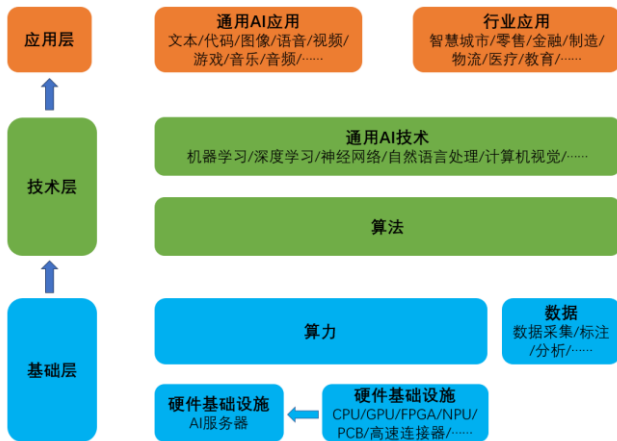 应用层
通用AI应用
文本/代码/图像/语音/视频/
游戏/音乐/音频/······
行业应用
智慧城市/零售/金融/制造/
物流/医疗/教育/······
技术层
通用AI技术
机器学习/深度学习/神经网络/自然语言处理/计算机视觉/······
算法
基础层
算力
数据
数据采集/标注
/分析/······
硬件基础设施
AI服务器
硬件基础设施
CPU/GPU/FPGA/NPU/
PCB/高速连接器/······